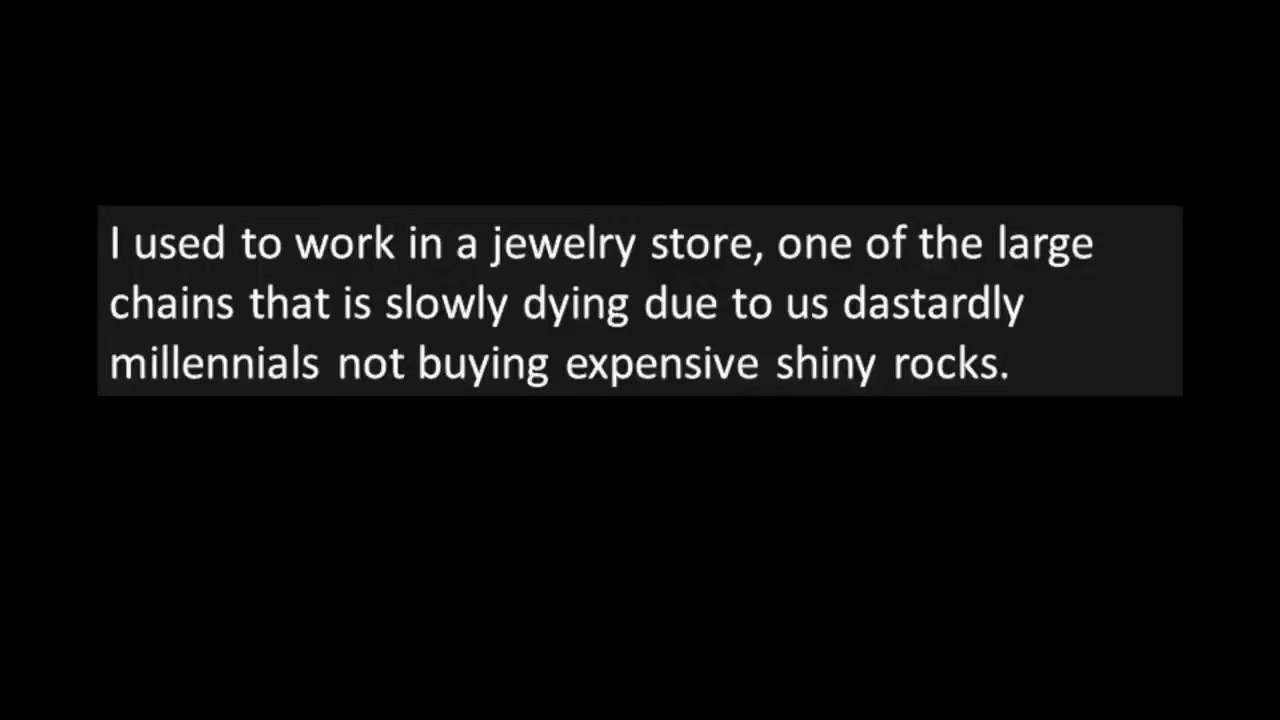 I used to work in a jewelry store, one of the large
chains that is slowly dying due to us dastardly
millennials not buying expensive shiny rocks.